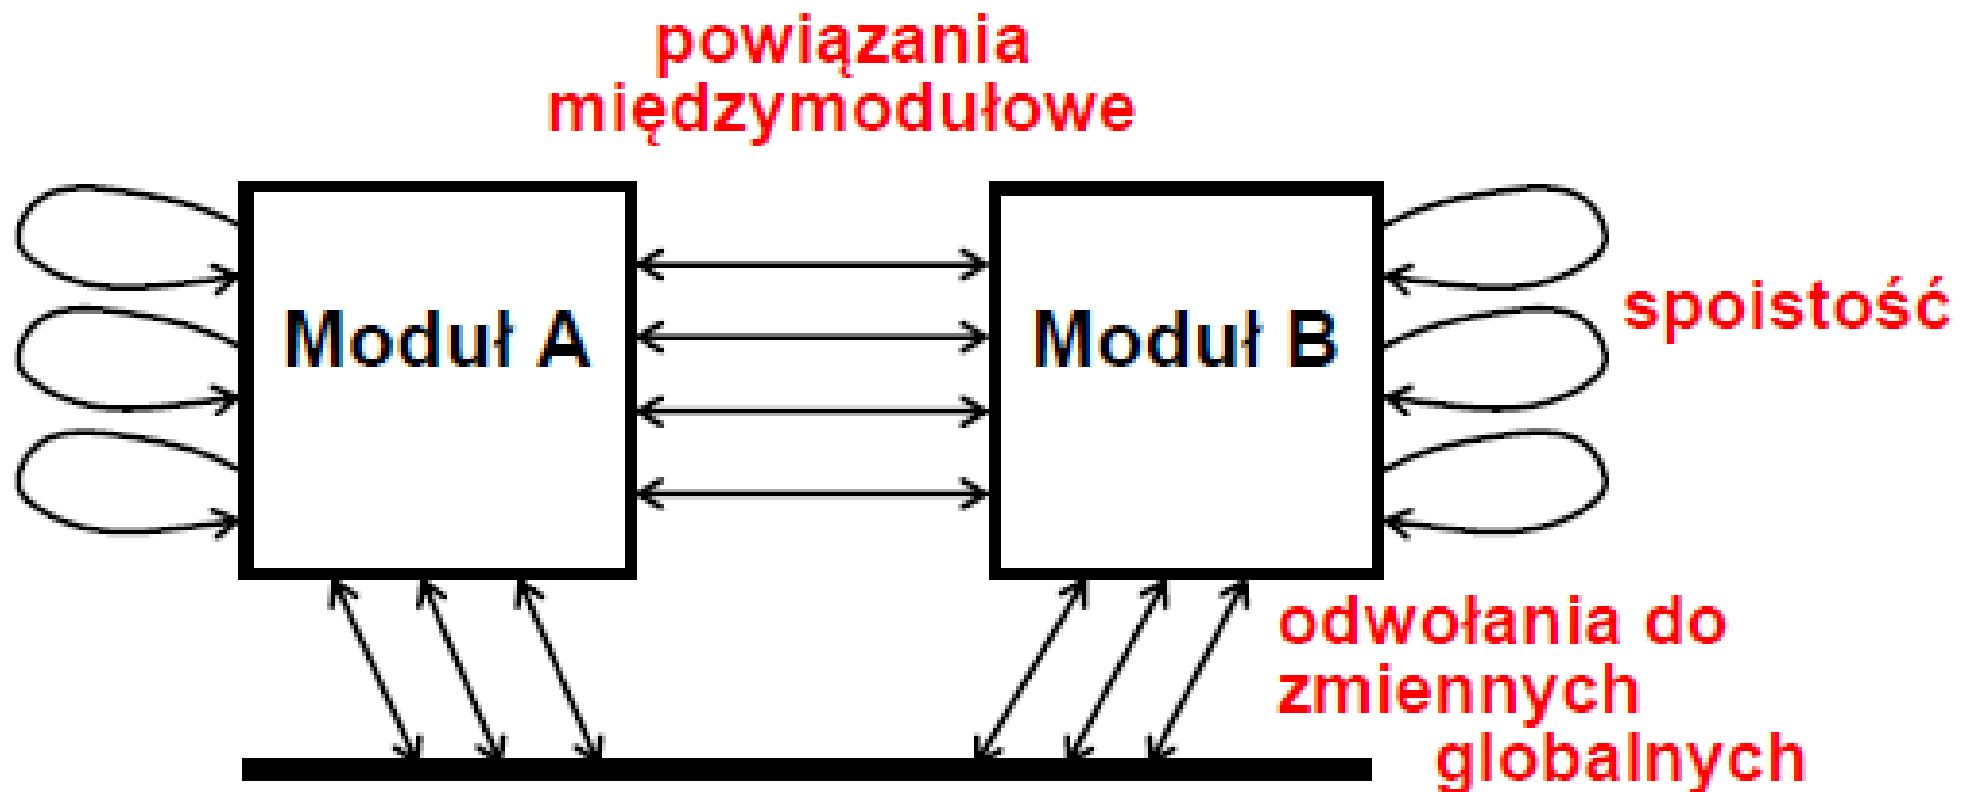 powiązania
międzymodułowe
Moduł A
Moduł B
spoistość
odwołania do
zmiennych
globalnych